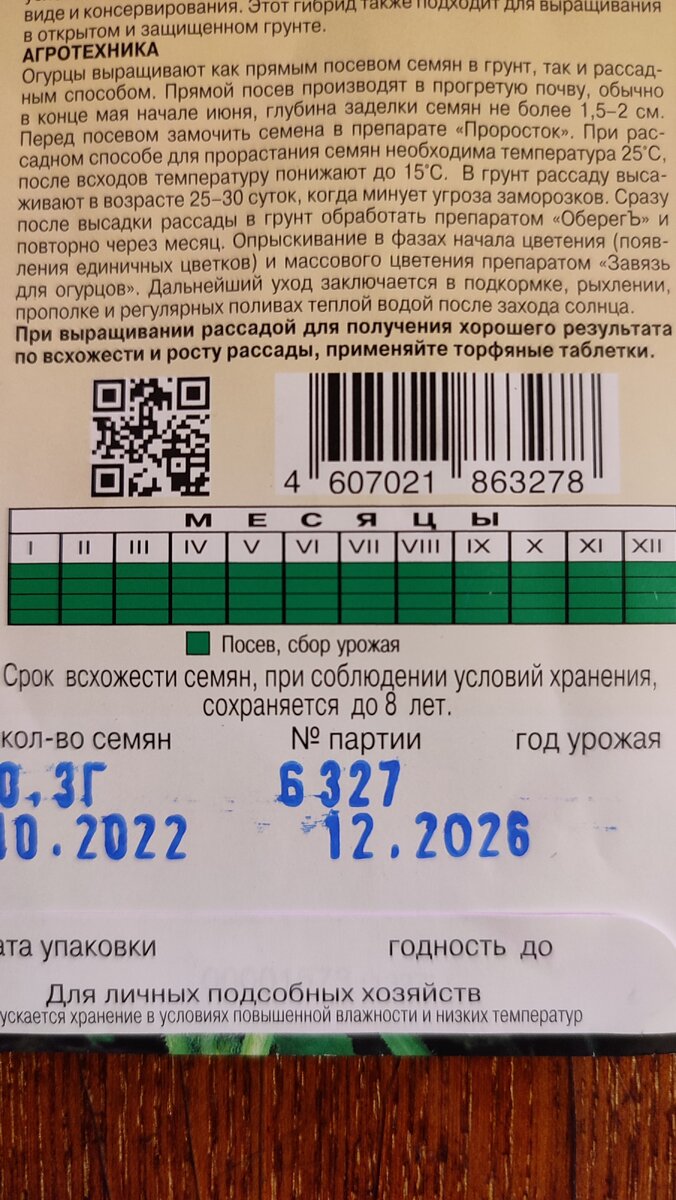 виде и консервирования. Этот гибрид также подходит для выращивания
в открытом и защищенном грунте.
АГРОТЕХНИКА
Огурцы выращивают как прямым посевом семян в грунт, так и рассад-
ным способом. Прямой посев производят в прогретую почву, обычно
в конце мая начале июня, глубина заделки семян не более 1,5–2 см.
Перед посевом замочить семена в препарате «Проросток». При рас-
садном способе для прорастания семян необходима температура 25°С,
после всходов температуру понижают до 15°С. В грунт рассаду выса-
живают в возрасте 25–30 суток, когда минует угроза заморозков. Сразу
после высадки рассады в грунт обработать препаратом «ОберегЪ» и
повторно через месяц. Опрыскивание в фазах начала цветения (появ-
ления единичных цветков) и массового цветения препаратом «Завязь
для огурцов». Дальнейший уход заключается в подкормке, рыхлении,
прополке и регулярных поливах теплой водой после захода солнца.
При выращивании рассадой для получения хорошего результата
по всхожести и росту рассады, применяйте торфяные таблетки.
4 607021 863278
МЕСЯЦЫ
I II III IV V VI VII VIII IX X XI XII
Посев, сбор урожая
Срок всхожести семян, при соблюдении условий хранения,
сохраняется до 8 лет.
кол-во семян № партии год урожая
0.3Г 6327
10.2022 12.2026
ата упаковки годность до
Для личных подсобных хозяйств
ускается хранение в условиях повышенной влажности и низких температур